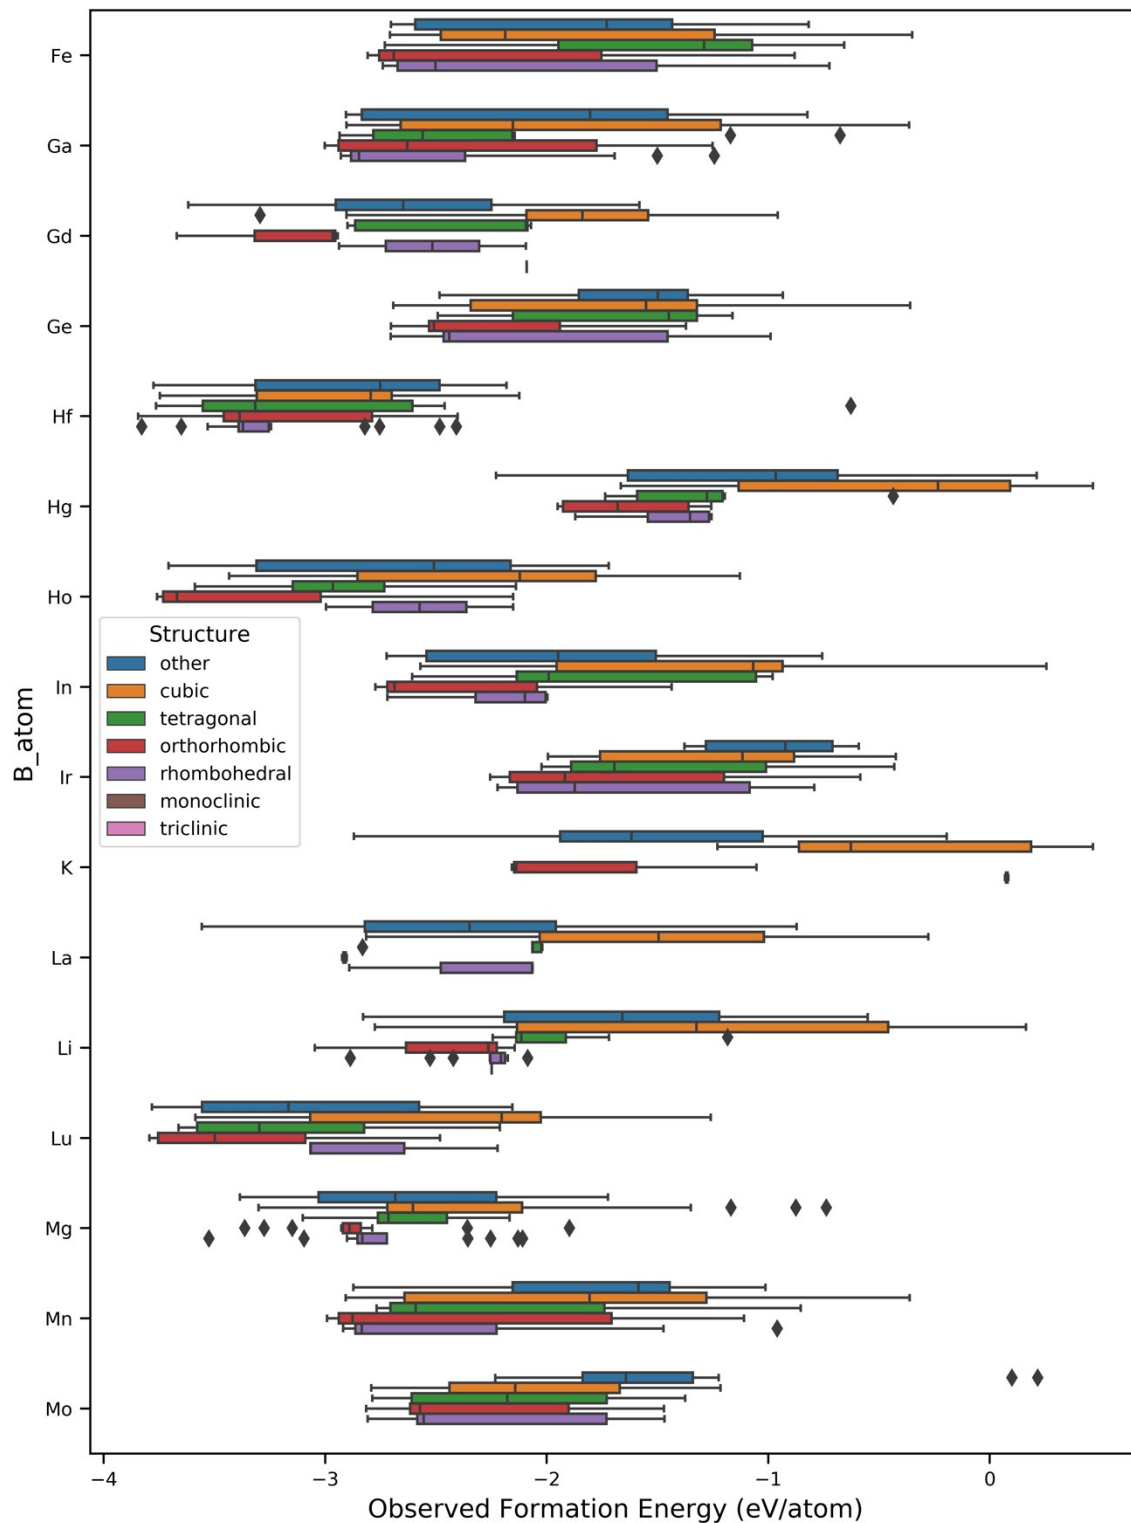 Fe
Ga
Gd
Ge
Hf
Hg
Ho
In
Ir
K
La
Li
Lu
Mg
Mn
Mo
B_atom
Structure
other
cubic
tetragonal
orthorhombic
rhombohedral
monoclinic
triclinic
−4
−3
−2
−1
0
Observed Formation Energy (eV/atom)